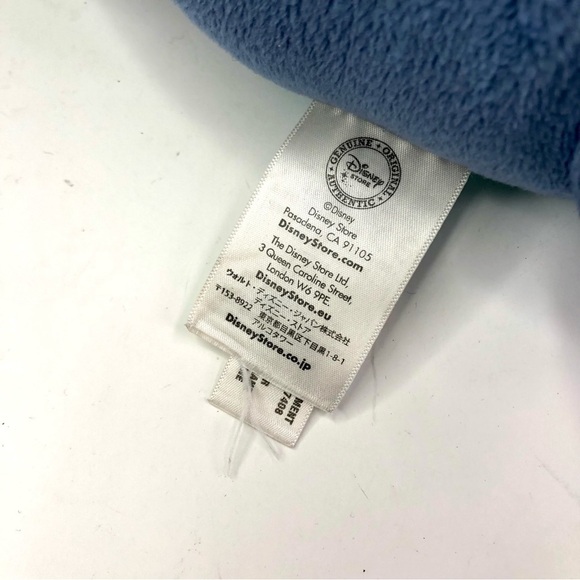 GENUINE • ORIGINAL • AUTHENTIC •
Disney
STORE
©Disney
Disney Store
Pasadena, CA 91105
DisneyStore.com
The Disney Store Ltd,
3 Queen Caroline Street,
London W6 9PE.
DisneyStore.eu
ウォルト・ディズニー・ジャパン株式会社
ディズニー・ストア
〒153-8922 東京都目黒区下目黒1-8-1
アルコタワー
DisneyStore.co.jp
MENT
7408